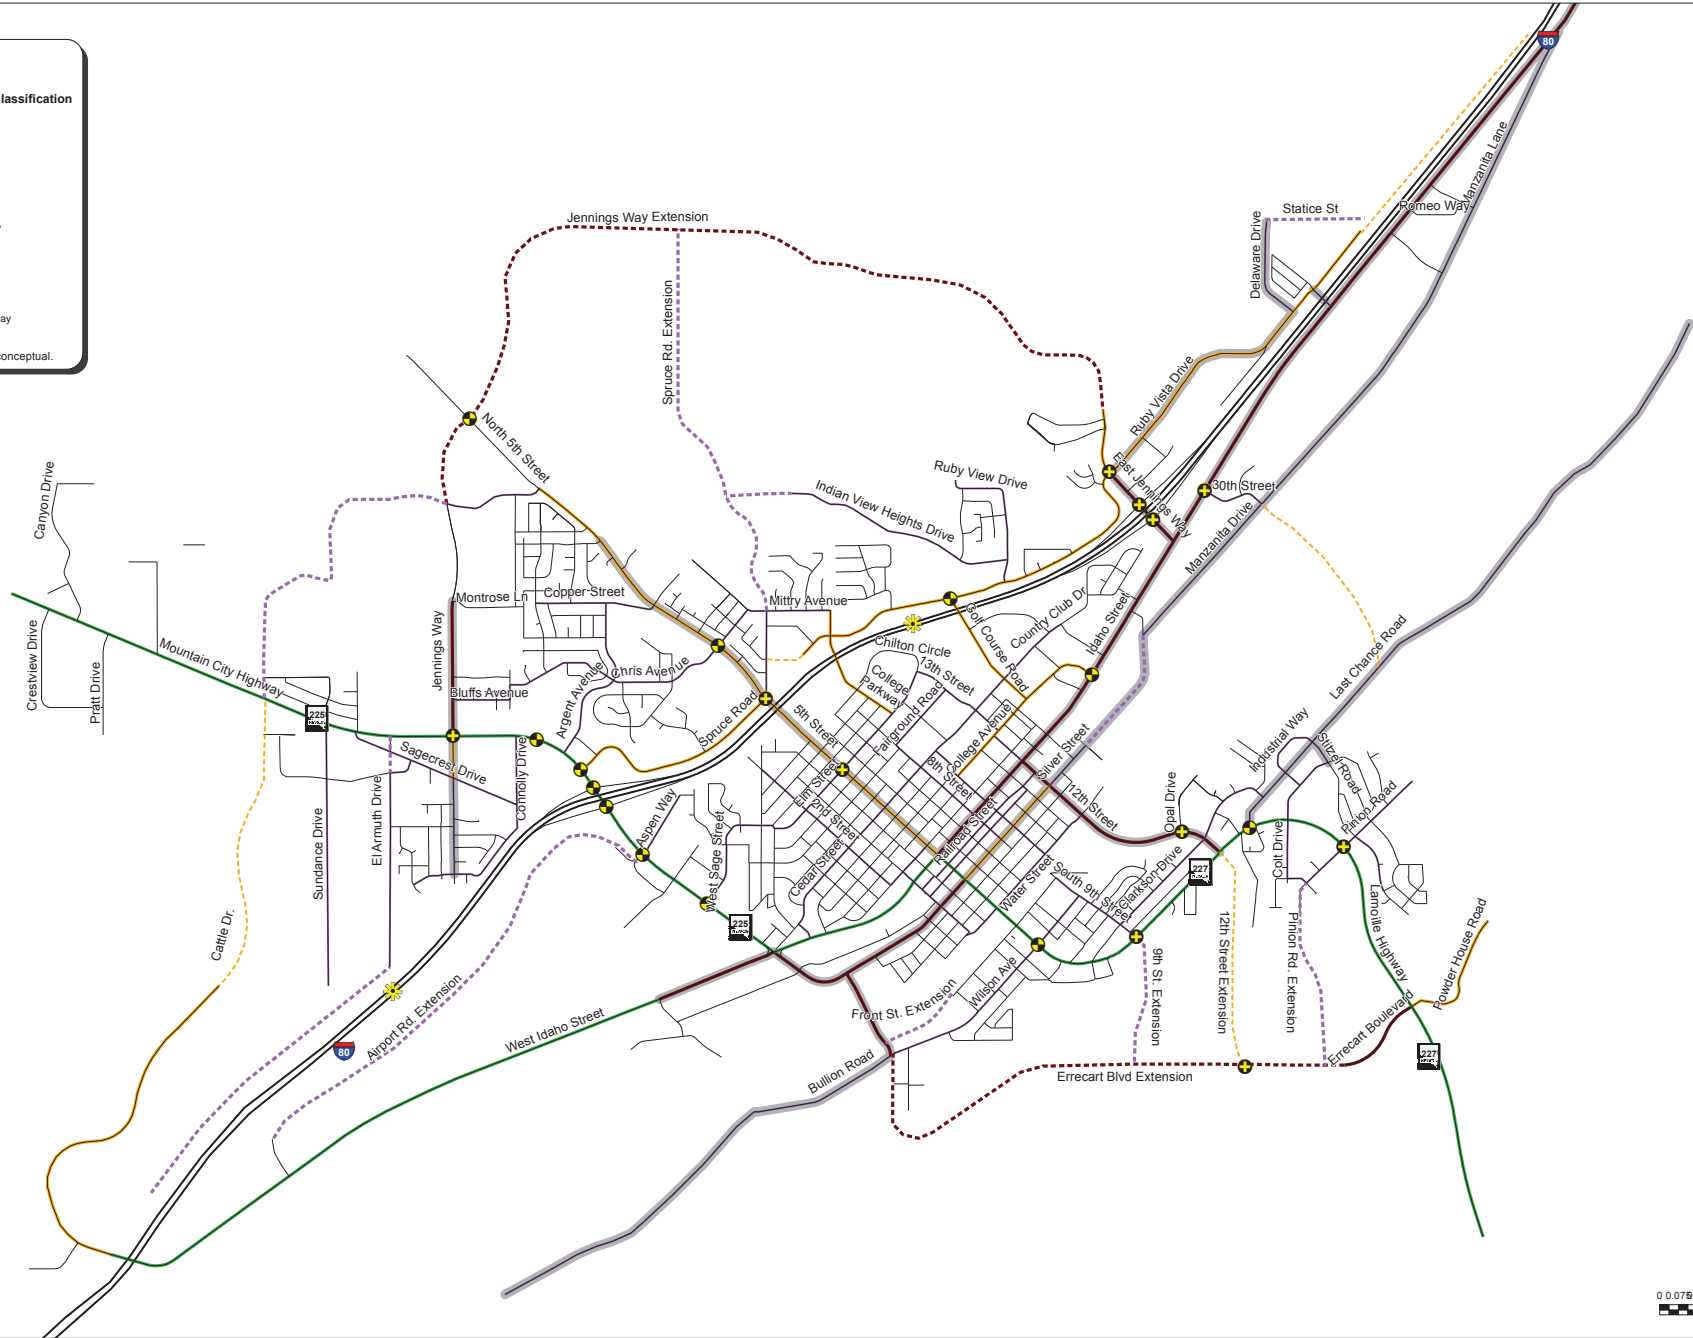 lassification
ay
conceptual.
80
Manzanita Lane
Romeo Way
Statice St
Delaware Drive
Jennings Way Extension
Spruce Rd. Extension
Ruby Vista Drive
North 5th Street
East Jennings Way
Ruby View Drive
Indian View Heights Drive
30th Street
Manzanita Drive
Canyon Drive
Crestview Drive
Pratt Drive
Mountain City Highway
225
Jennings Way
Montrose Ln
Copper Street
Mittry Avenue
Chris Avenue
Bluffs Avenue
Argent Avenue
Golf Course Road
Country Club Dr
Idaho Street
Chilton Circle
13th Street
College
Parkway
Fairground Road
College Avenue
Spruce Road
5th Street
8th Street
Silver Street
Elm Street
2nd Street
Railroad Street
12th Street
Cedar Street
Water Street
South 9th Street
Clarkson Drive
Opal Drive
Industrial Way
Last Chance Road
Stitzel Road
Pinion Road
Colt Drive
227
Lamoille Highway
Powder House Road
Sagecrest Drive
Connolly Drive
El Armuth Drive
Sundance Drive
Aspen Way
West Sage Street
225
Cattle Dr.
Airport Rd. Extension
80
West Idaho Street
Front St. Extension
Wilson Ave
Bullion Road
9th St. Extension
12th Street Extension
Pinion Rd. Extension
Errecart Boulevard
Errecart Blvd Extension
227
0 0.075